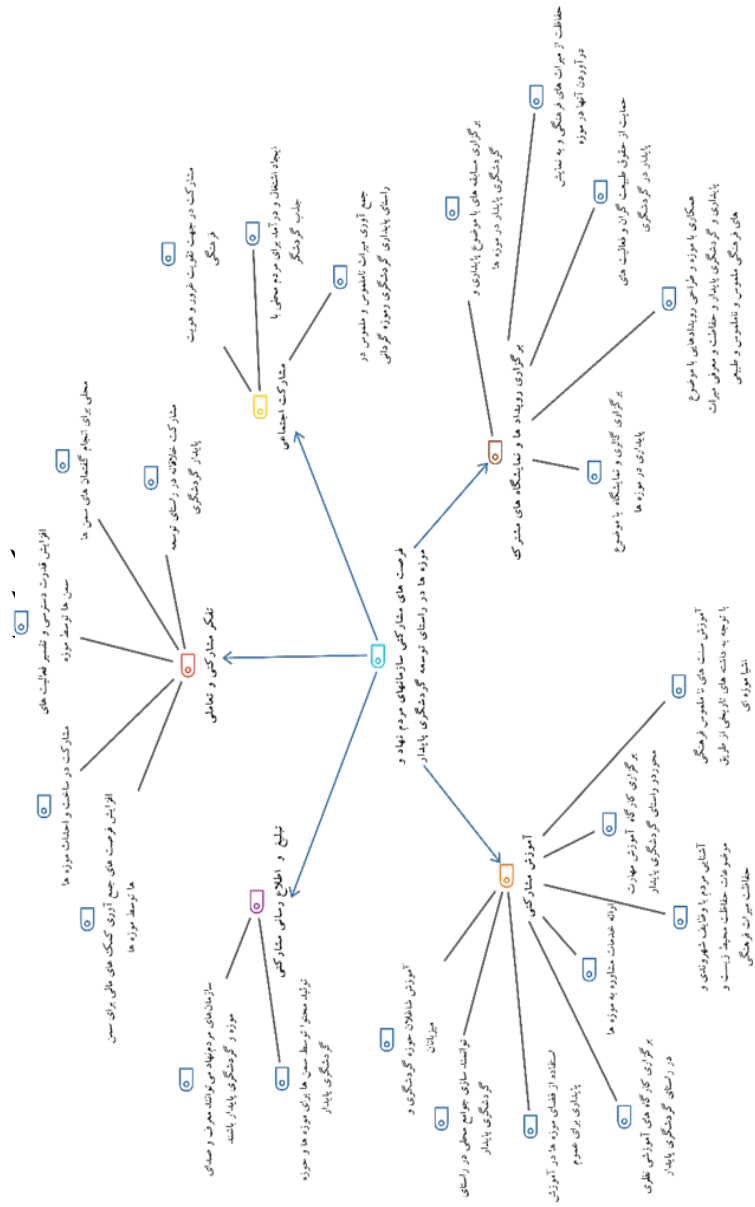 فرصت های مشارکتی سازمانهای مردم نهاد و
موزه ها در راستای توسعه گردشگری پایدار
تفکر مشارکتی و تعاملی
افزایش فرصت های جمع آوری کمک های مالی برای سمن
ها توسط موزه ها
مشارکت در ساخت و احداث موزه ها
افزایش قدرت دسترسی و تفسیر فعالیت های
سمن ها توسط موزه
محلی برای انجام گفتمان های سمن ها
مشارکت خلاقانه در راستای توسعه
پایدار گردشگری
مشارکت اجتماعی
مشارکت در جهت تقویت غرور و هویت
فرهنگی
ایجاد اشتغال و درآمد برای مردم محلی با
جذب گردشگر
جمع آوری میراث ناملموس و ملموس در
راستای پایداری گردشگری وموزه گردانی
برگزاری رویداد ها و نمایشگاه های مشترک
برگزاری مسابقه های با موضوع پایداری و
گردشگری پایدار در موزه ها
حفاظت از میراث های فرهنگی و به نمایش
درآوردن آنها در موزه
حمایت از حقوق طبیعت گران و فعالیت های
پایدار در گردشگری
همکاری با موزه و طراحی رویدادهایی با موضوع
پایداری و گردشگری پایدار و حفاظت و معرفی میراث
های فرهنگی ملموس و ناملموس و طبیعی
برگزاری گالری و نمایشگاه با موضوع
پایداری در موزه ها
تبلیغ و اطلاع رسانی مشارکتی
سازمان‌های مردم‌نهاد می توانند معرف و صدای
موزه و گردشگری پایدار باشند.
تولید محتوا توسط سمن ها برای موزه ها و حوزه
گردشگری پایدار
آموزش مشارکتی
آموزش شاغلان حوزه گردشگری و
میزبانان
توانمند سازی جوامع محلی در راستای
گردشگری پایدار
استفاده از فضای موزه ها در آموزش
پایداری برای عموم
برگزاری کارگاه های آموزشی نظری
در راستای گردشگری پایدار
ارائه خدمات مشاوره به موزه ها
آشنایی مردم با وظایف شهروندی و
موضوعات حفاظت محیط زیست و
حفاظت میراث فرهنگی
برگزاری کارگاه آموزش مهارت
محوردر راستای گردشگری پایدار
آموزش سنت های نا ملموس فرهنگی
با توجه به داشته های تاریخی از طریق
اشیا موزه ای